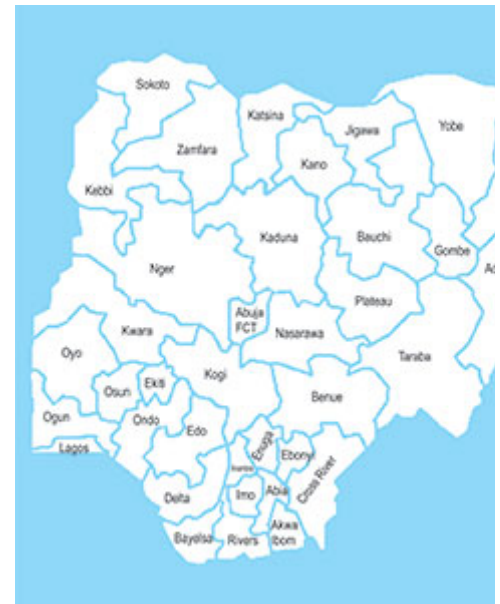 Sokoto
Katsina
Yobe
Jigawa
Zamfara
Kano
Kebbi
Kaduna
Bauchi
Gombe
Nger
Ad
Plateau
Abuja
FCT
Kwara
Nasarawa
Oyo
Taraba
Kogi
Ekiti
Osun
Benue
Ogun
Ondo
Edo
Enugu
Lagos
Ebonyi
Cross River
Delta
Imo
Abia
Akwa
Ibom
Bayelsa
Rivers